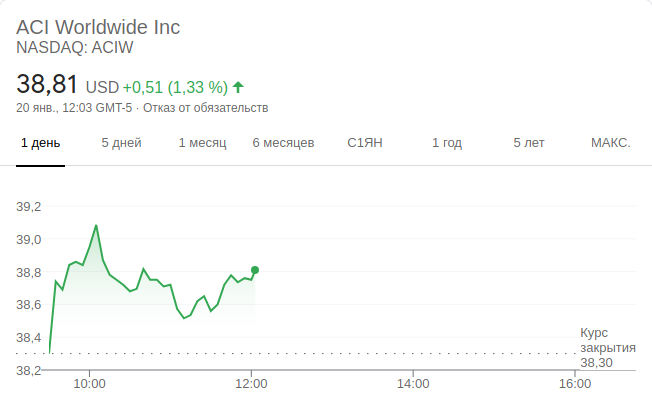 ACI Worldwide Inc
NASDAQ: ACIW
38,81 USD +0,51 (1,33 %)
20 янв., 12:03 GMT-5 · Отказ от обязательств
1 день 5 дней 1 месяц 6 месяцев С1ЯН 1 год 5 лет МАКС.
39,2
39,0
38,8
38,6
38,4
Курс
закрытия
38,30
38,2
10:00 12:00 14:00 16:00